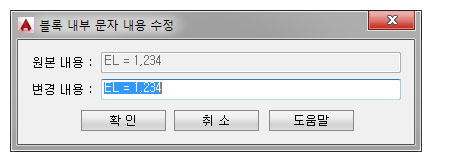 블록 내부 문자 내용 수정
원본 내용 : EL = 1,234
변경 내용 : EL = 1,234
확 인 취 소 도움말